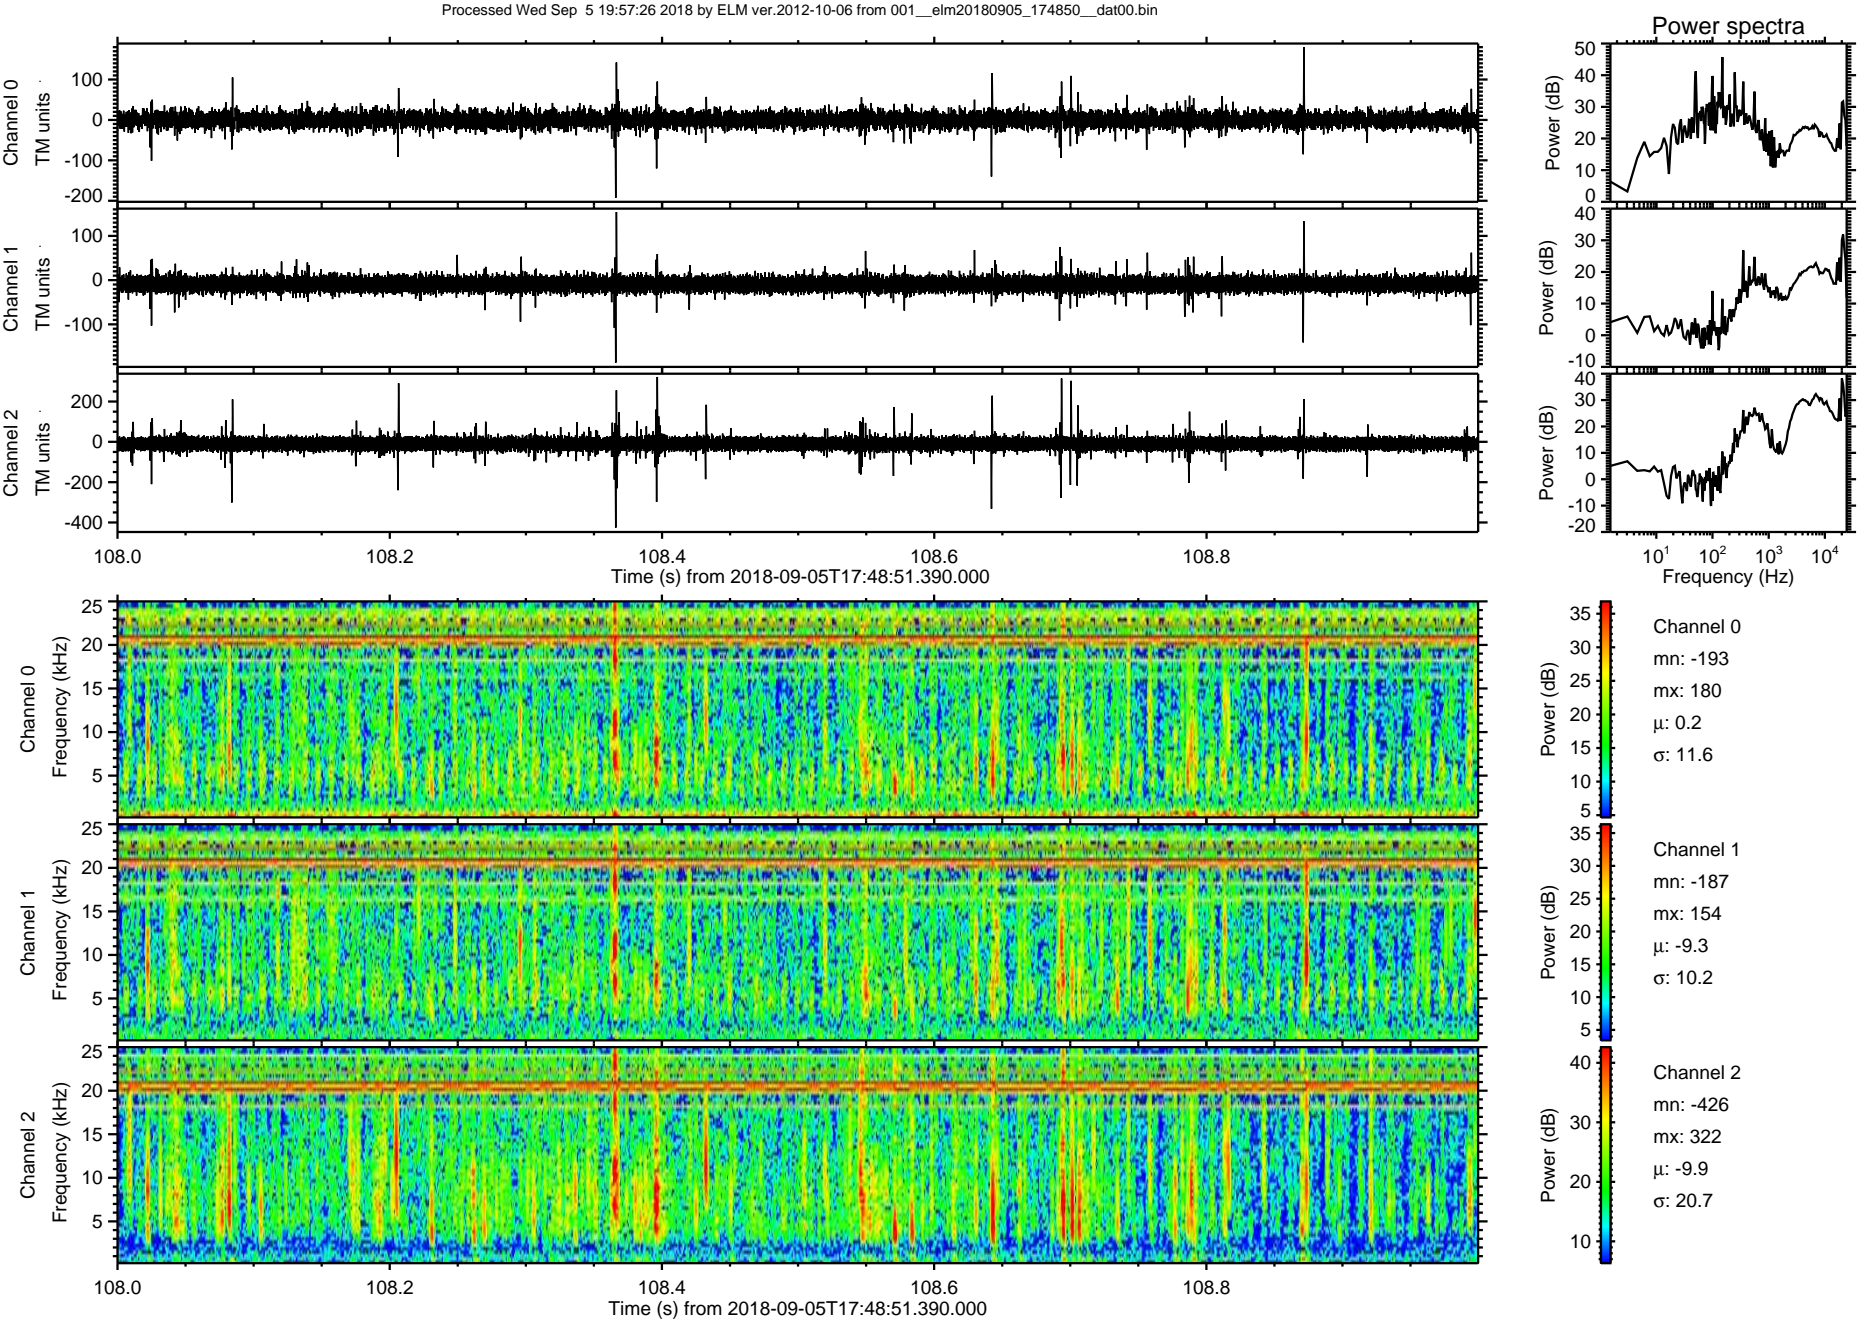 Processed Wed Sep  5 19:57:26 2018 by ELM ver.2012-10-06 from 001__elm20180905_174850__dat00.bin
Power spectra
Channel 0
TM units
100
0
-100
-200
Power (dB)
50
40
30
20
10
0
Channel 1
TM units
100
0
-100
Power (dB)
40
30
20
10
0
-10
Channel 2
TM units
200
0
-200
-400
Power (dB)
40
30
20
10
0
-10
-20
108.0 108.2 108.4 108.6 108.8
Time (s) from 2018-09-05T17:48:51.390.000
10^1 10^2 10^3 10^4
Frequency (Hz)
Channel 0
Frequency (kHz)
25
20
15
10
5
Power (dB)
35
30
25
20
15
10
5
Channel 0
mn: -193
mx: 180
μ: 0.2
σ: 11.6
Channel 1
Frequency (kHz)
25
20
15
10
5
Power (dB)
35
30
25
20
15
10
5
Channel 1
mn: -187
mx: 154
μ: -9.3
σ: 10.2
Channel 2
Frequency (kHz)
25
20
15
10
5
Power (dB)
40
30
20
10
Channel 2
mn: -426
mx: 322
μ: -9.9
σ: 20.7
108.0 108.2 108.4 108.6 108.8
Time (s) from 2018-09-05T17:48:51.390.000